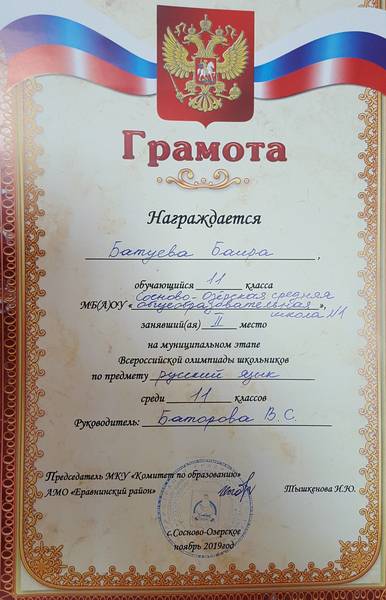 Грамота
Награждается
Батуева Баира,
обучающийся 11 класса
Сосново-Озёрская средняя
МБ(А)ОУ «общеобразовательная»,
школа №1
занявший(ая) II место
на муниципальном этапе
Всероссийской олимпиады школьников
по предмету русский язык
среди 11 классов
Руководитель: Баторова В.С.
Председатель МКУ «Комитет по образованию»
АМО «Еравнинский район» Тышкенова Н.Ю.
с.Сосново-Озерское
ноябрь 2019год